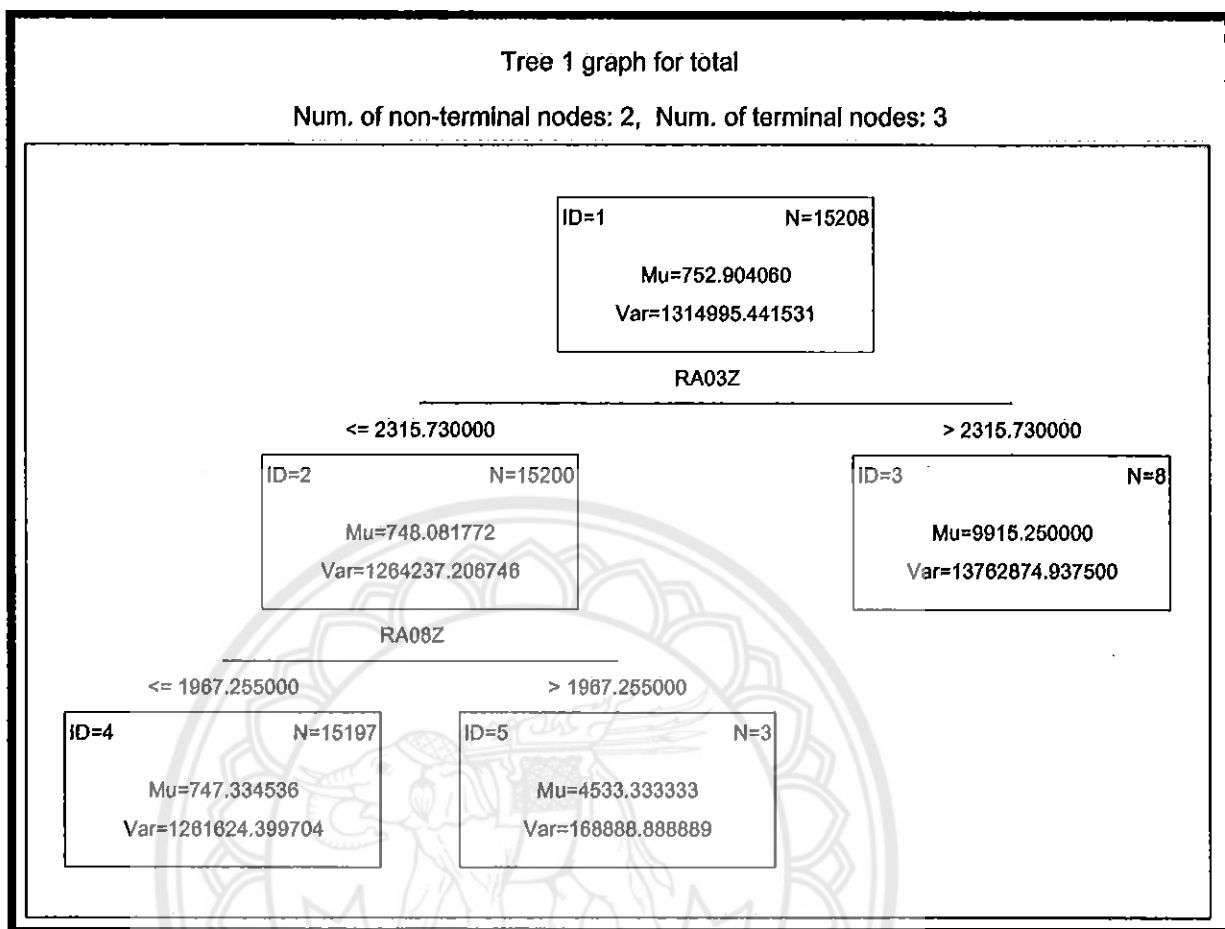 Tree 1 graph for total
Num. of non-terminal nodes: 2, Num. of terminal nodes: 3
ID=1 N=15208
Mu=752.904060
Var=1314995.441531
RA03Z
<= 2315.730000 > 2315.730000
ID=2 N=15200
Mu=748.081772
Var=1264237.206746
ID=3 N=8
Mu=9915.250000
Var=13762874.937500
RA08Z
<= 1967.255000 > 1967.255000
ID=4 N=15197
Mu=747.334536
Var=1261624.399704
ID=5 N=3
Mu=4533.333333
Var=168888.888889